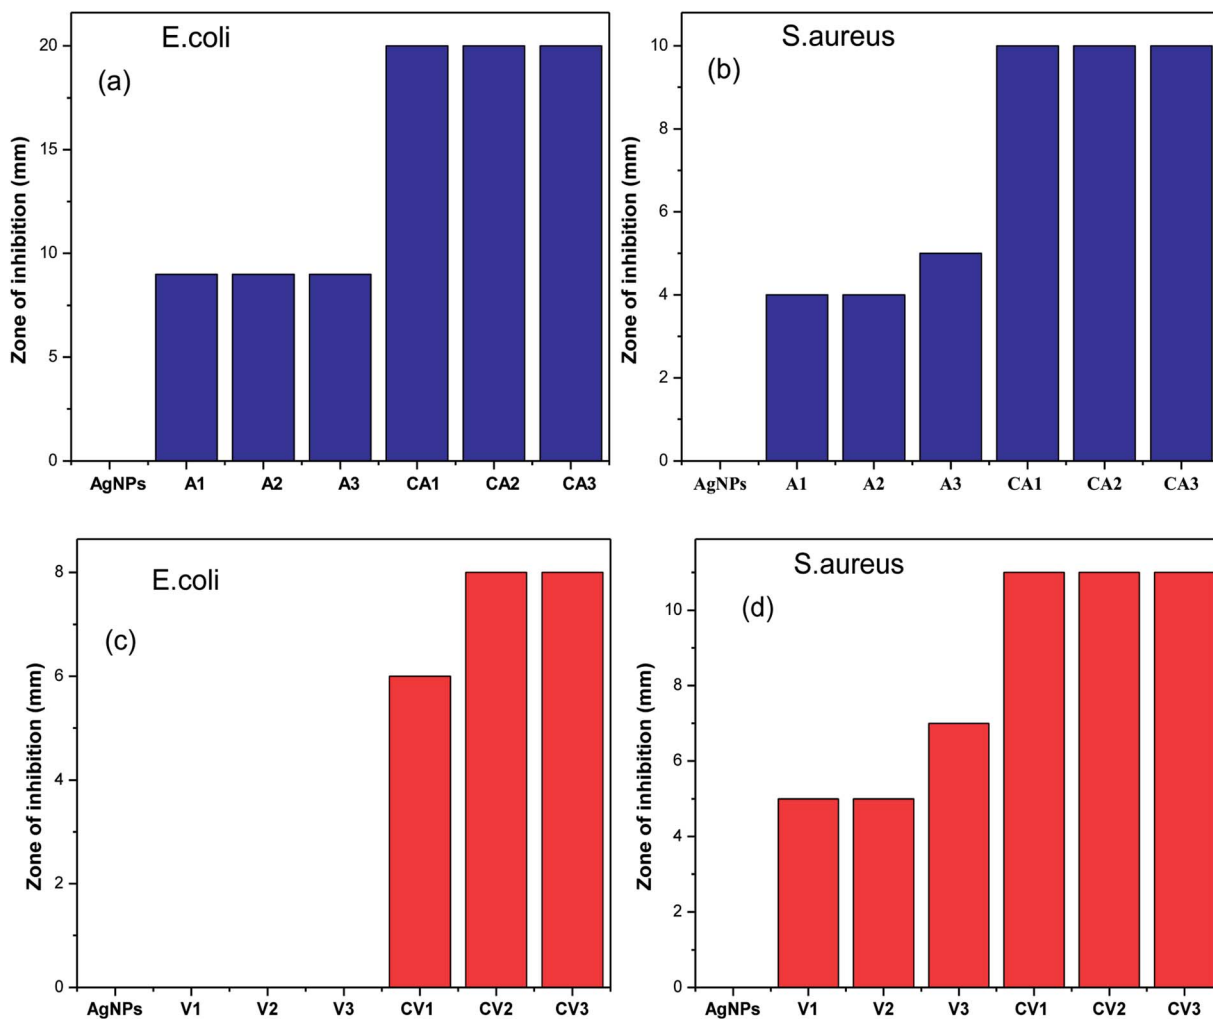 E.coli
(a)
Zone of inhibition (mm)
20
15
10
5
0
AgNPs A1 A2 A3 CA1 CA2 CA3
S.aureus
(b)
Zone of inhibition (mm)
10
8
6
4
2
0
AgNPs A1 A2 A3 CA1 CA2 CA3
E.coli
(c)
Zone of inhibition (mm)
8
6
4
2
0
AgNPs V1 V2 V3 CV1 CV2 CV3
S.aureus
(d)
Zone of inhibition (mm)
10
8
6
4
2
0
AgNPs V1 V2 V3 CV1 CV2 CV3